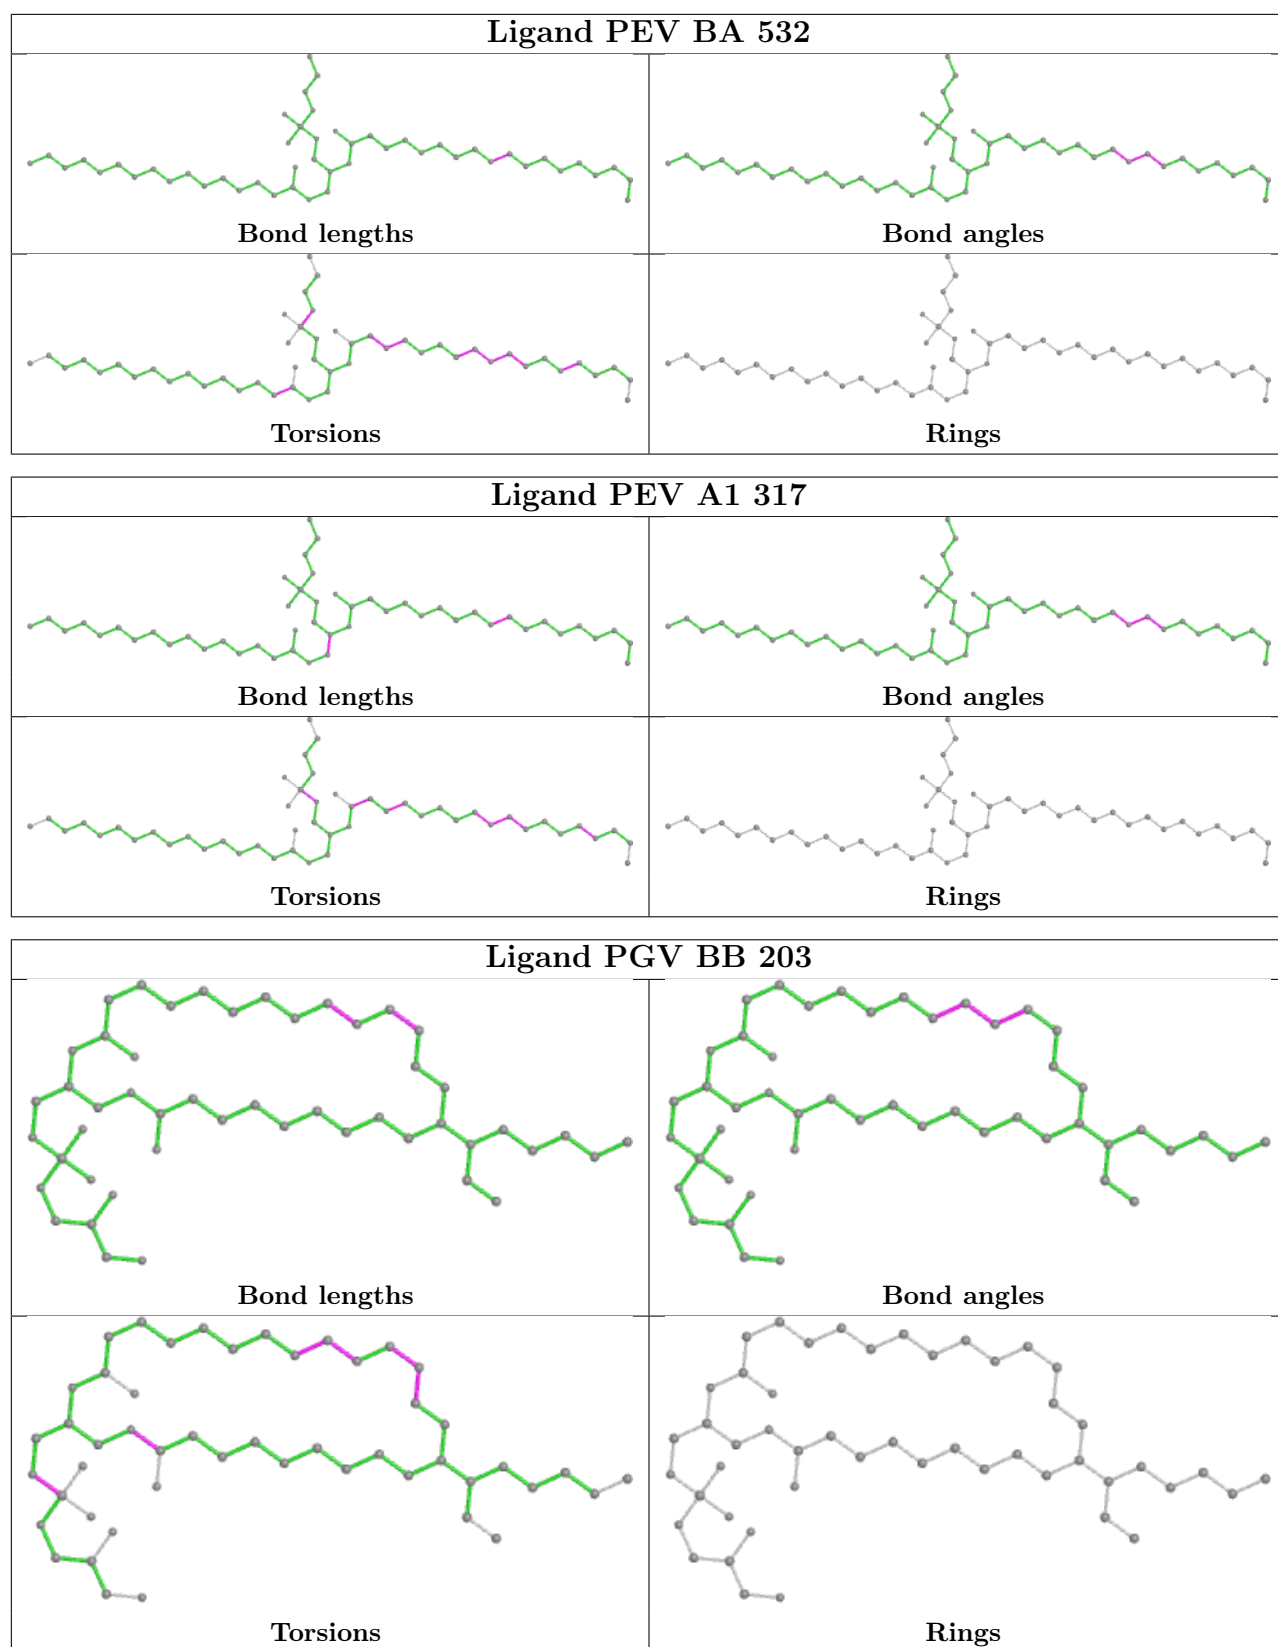 Ligand PEV BA 532
Bond lengths
Bond angles
Torsions
Rings
Ligand PEV A1 317
Bond lengths
Bond angles
Torsions
Rings
Ligand PGV BB 203
Bond lengths
Bond angles
Torsions
Rings